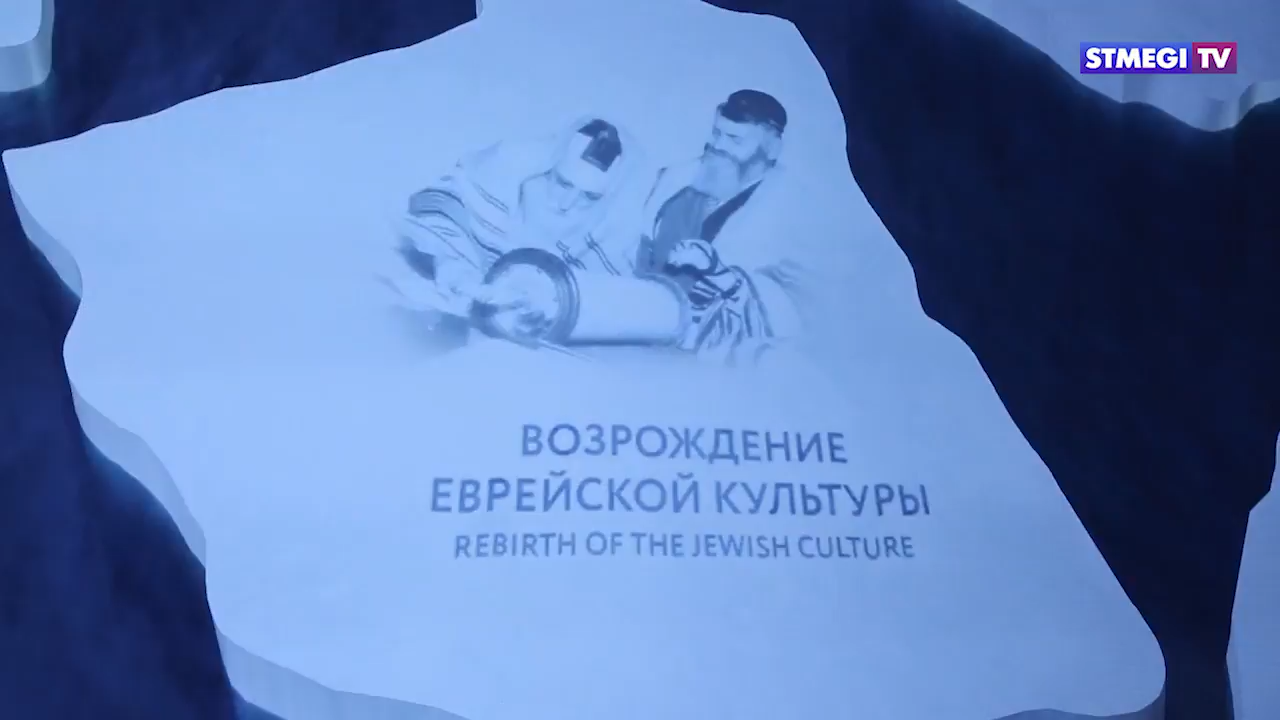 STMEGI TV
ВОЗРОЖДЕНИЕ
ЕВРЕЙСКОЙ КУЛЬТУРЫ
REBIRTH OF THE JEWISH CULTURE